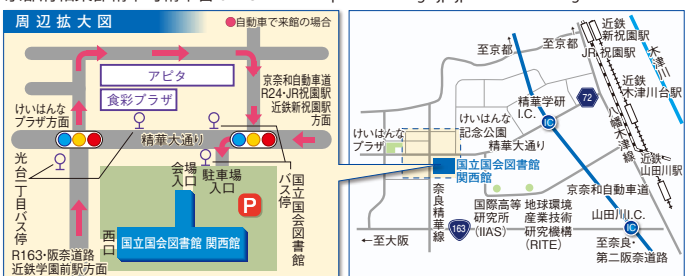 周辺拡大図
●自動車で来館の場合
アピタ
食彩プラザ
けいはんな
プラザ方面
京奈和自動車道
R24・JR祝園駅
近鉄新祝園駅
方面
精華大通り
光台一丁目バス停
会場
入口
駐車場
入口
国立国会図書館
バス停
P
西口
国立国会図書館 関西館
R163・阪奈道路
近鉄学園前駅方面
至京都
至京都
近鉄
新祝園駅
JR祝園駅
木津川
近鉄
木津川台駅
精華学研
I.C.
72
IC
八幡木津線
けいはんな
記念公園
けいはんな
プラザ
精華大通り
国立国会図書館
関西館
近鉄
山田川駅
奈良精華線
京奈和自動車道
国際高等
研究所
(IIAS)
地球環境
産業技術
研究機構
(RITE)
山田川I.C.
163
IC
←至大阪
至奈良・
第二阪奈道路